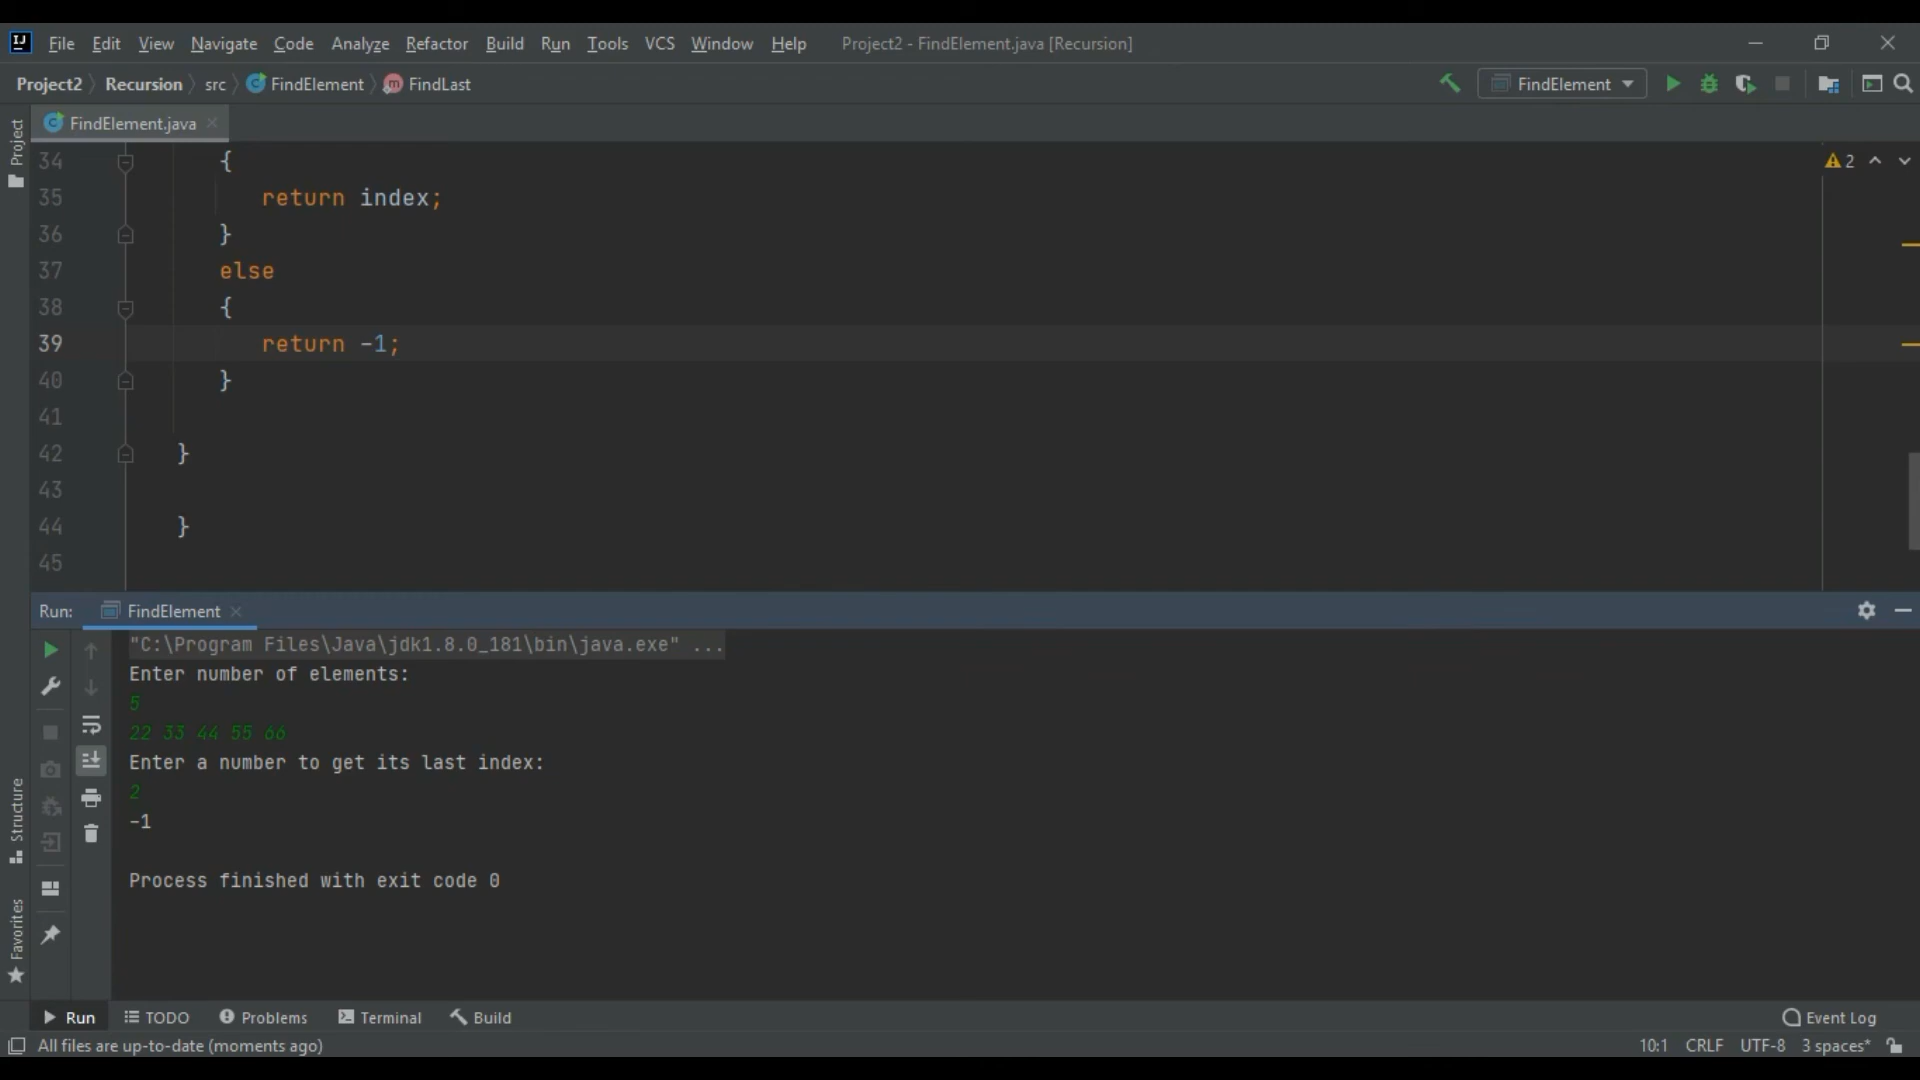 File Edit View Navigate Code Analyze Refactor Build Run Tools VCS Window Help Project2 - FindElement.java [Recursion]
Project2 Recursion src FindElement FindLast FindElement
FindElement.java
Project
34 {
2
35 return index;
36 }
37 else
38 {
39 return -1;
40 }
41
42 }
43
44 }
45
Run: FindElement
"C:\Program Files\Java\jdk1.8.0_181\bin\java.exe" ...
Enter number of elements:
5
22 33 44 55 66
Enter a number to get its last index:
2
-1
Process finished with exit code 0
Structure
Favorites
Run TODO Problems Terminal Build Event Log
All files are up-to-date (moments ago) 10:1 CRLF UTF-8 3 spaces*